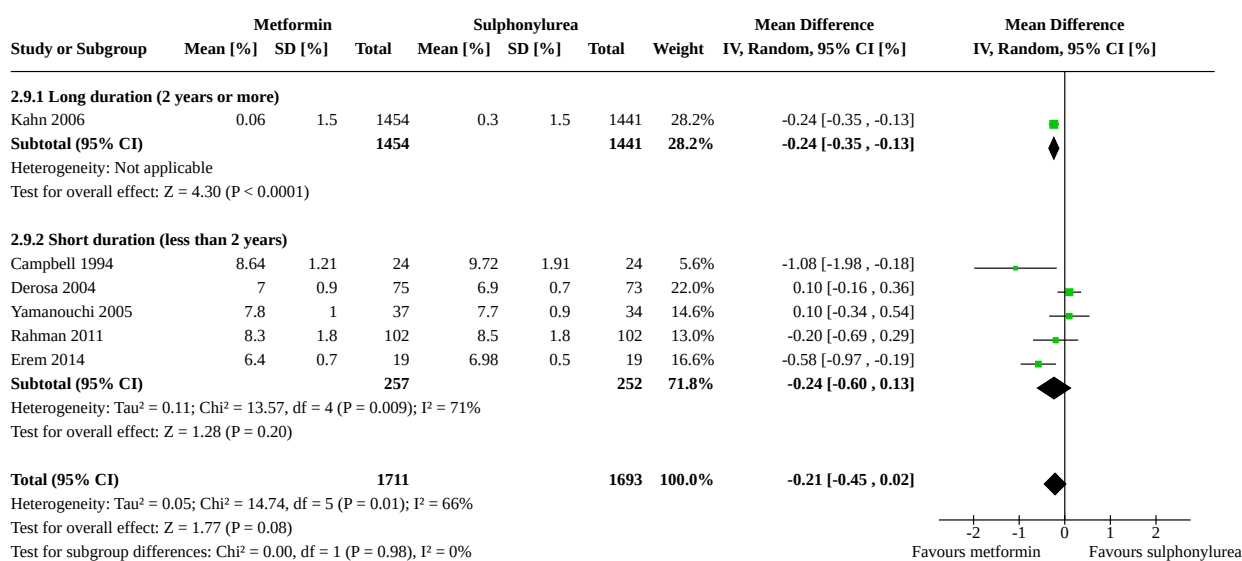 Metformin Sulphonylurea Mean Difference Mean Difference
Study or Subgroup Mean [%] SD [%] Total Mean [%] SD [%] Total Weight IV, Random, 95% CI [%] IV, Random, 95% CI [%]
2.9.1 Long duration (2 years or more)
Kahn 2006 0.06 1.5 1454 0.3 1.5 1441 28.2% -0.24 [-0.35 , -0.13]
Subtotal (95% CI) 1454 1441 28.2% -0.24 [-0.35 , -0.13]
Heterogeneity: Not applicable
Test for overall effect: Z = 4.30 (P < 0.0001)
2.9.2 Short duration (less than 2 years)
Campbell 1994 8.64 1.21 24 9.72 1.91 24 5.6% -1.08 [-1.98 , -0.18]
Derosa 2004 7 0.9 75 6.9 0.7 73 22.0% 0.10 [-0.16 , 0.36]
Yamanouchi 2005 7.8 1 37 7.7 0.9 34 14.6% 0.10 [-0.34 , 0.54]
Rahman 2011 8.3 1.8 102 8.5 1.8 102 13.0% -0.20 [-0.69 , 0.29]
Erem 2014 6.4 0.7 19 6.98 0.5 19 16.6% -0.58 [-0.97 , -0.19]
Subtotal (95% CI) 257 252 71.8% -0.24 [-0.60 , 0.13]
Heterogeneity: Tau² = 0.11; Chi² = 13.57, df = 4 (P = 0.009); I² = 71%
Test for overall effect: Z = 1.28 (P = 0.20)
Total (95% CI) 1711 1693 100.0% -0.21 [-0.45 , 0.02]
Heterogeneity: Tau² = 0.05; Chi² = 14.74, df = 5 (P = 0.01); I² = 66%
Test for overall effect: Z = 1.77 (P = 0.08)
-2 -1 0 1 2
Test for subgroup differences: Chi² = 0.00, df = 1 (P = 0.98), I² = 0% Favours metformin Favours sulphonylurea